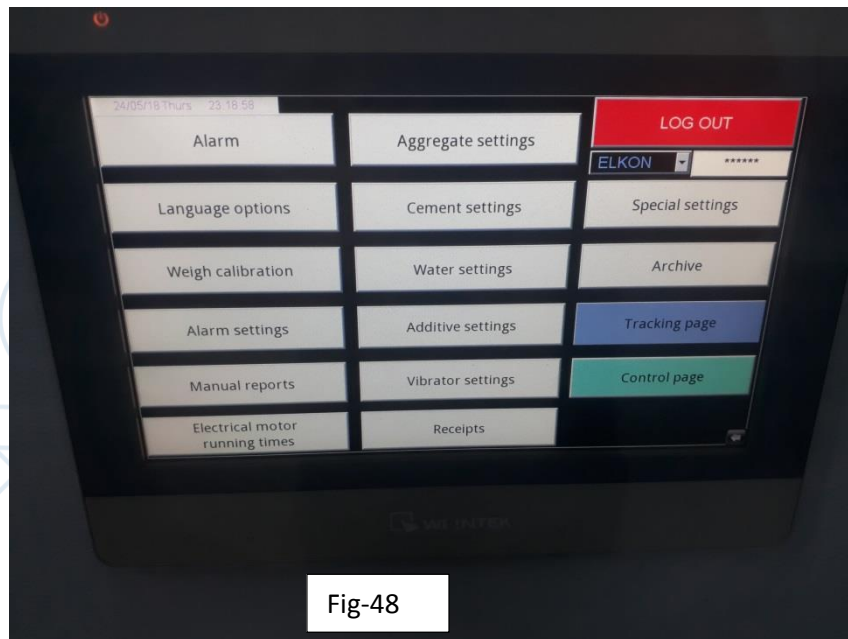 24/05/18 Thurs 23:18:58
Alarm
Aggregate settings
LOG OUT
ELKON
******
Language options
Cement settings
Special settings
Weigh calibration
Water settings
Archive
Alarm settings
Additive settings
Tracking page
Manual reports
Vibrator settings
Control page
Electrical motor
running times
Receipts
WEINTEK
Fig-48